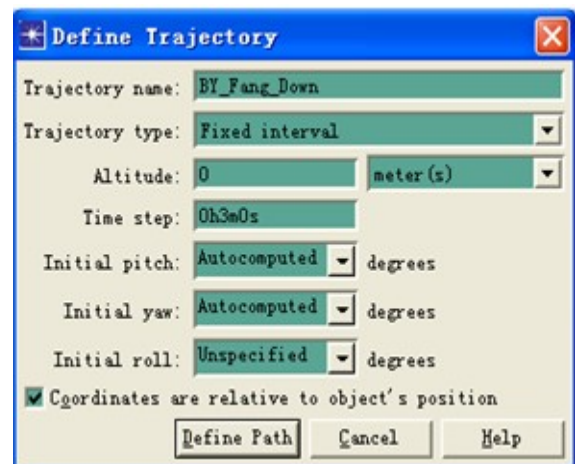 Define Trajectory
Trajectory name: BY_Fang_Down
Trajectory type: Fixed interval
Altitude: 0 meter(s)
Time step: 0h3m0s
Initial pitch: Autocomputed degrees
Initial yaw: Autocomputed degrees
Initial roll: Unspecified degrees
Coordinates are relative to object's position
Define Path Cancel Help